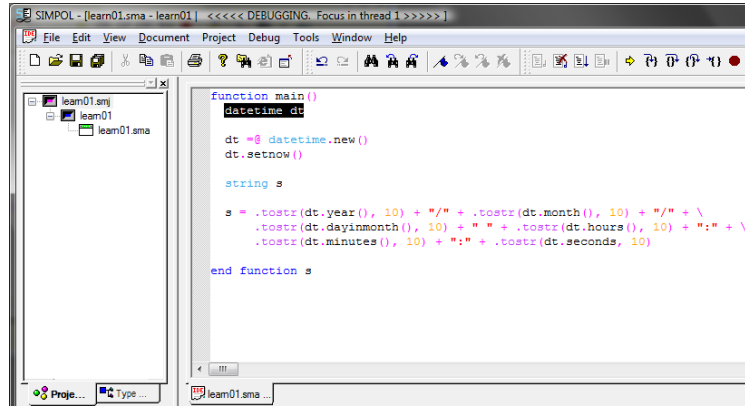 SIMPOL - [learn01.sma - learn01 | <<<<< DEBUGGING. Focus in thread 1 >>>>> ]
File Edit View Document Project Debug Tools Window Help
learn01.smj
learn01
learn01.sma
function main()
datetime dt
dt =@ datetime.new()
dt.setnow()
string s
s = .tostr(dt.year(), 10) + "/" + .tostr(dt.month(), 10) + "/" + \
.tostr(dt.dayinmonth(), 10) + " " + .tostr(dt.hours(), 10) + ":" + \
.tostr(dt.minutes(), 10) + ":" + .tostr(dt.seconds, 10)
end function s
Proje... Type ...
learn01.sma ...